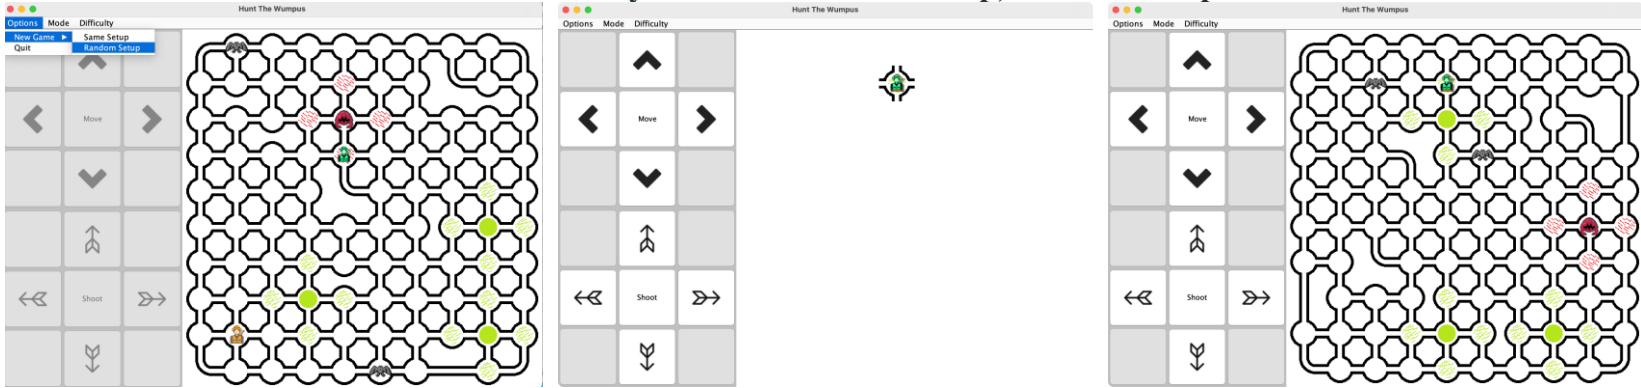 Hunt The Wumpus
Options Mode Difficulty
New Game Same Setup
Quit Random Setup
Move
Shoot
Hunt The Wumpus
Options Mode Difficulty
Move
Shoot
Hunt The Wumpus
Options Mode Difficulty
Move
Shoot